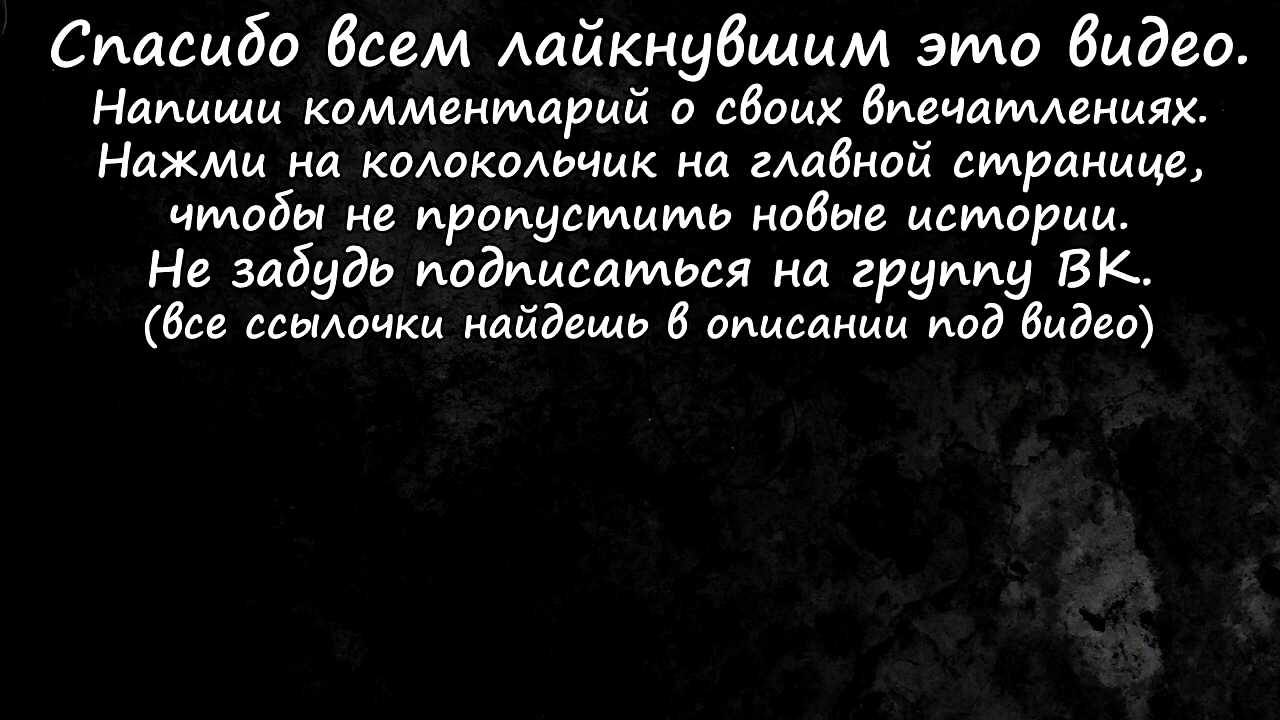 Спасибо всем лайкнувшим это видео.
Напиши комментарий о своих впечатлениях.
Нажми на колокольчик на главной странице,
чтобы не пропустить новые истории.
Не забудь подписаться на группу ВК.
(все ссылочки найдешь в описании под видео)